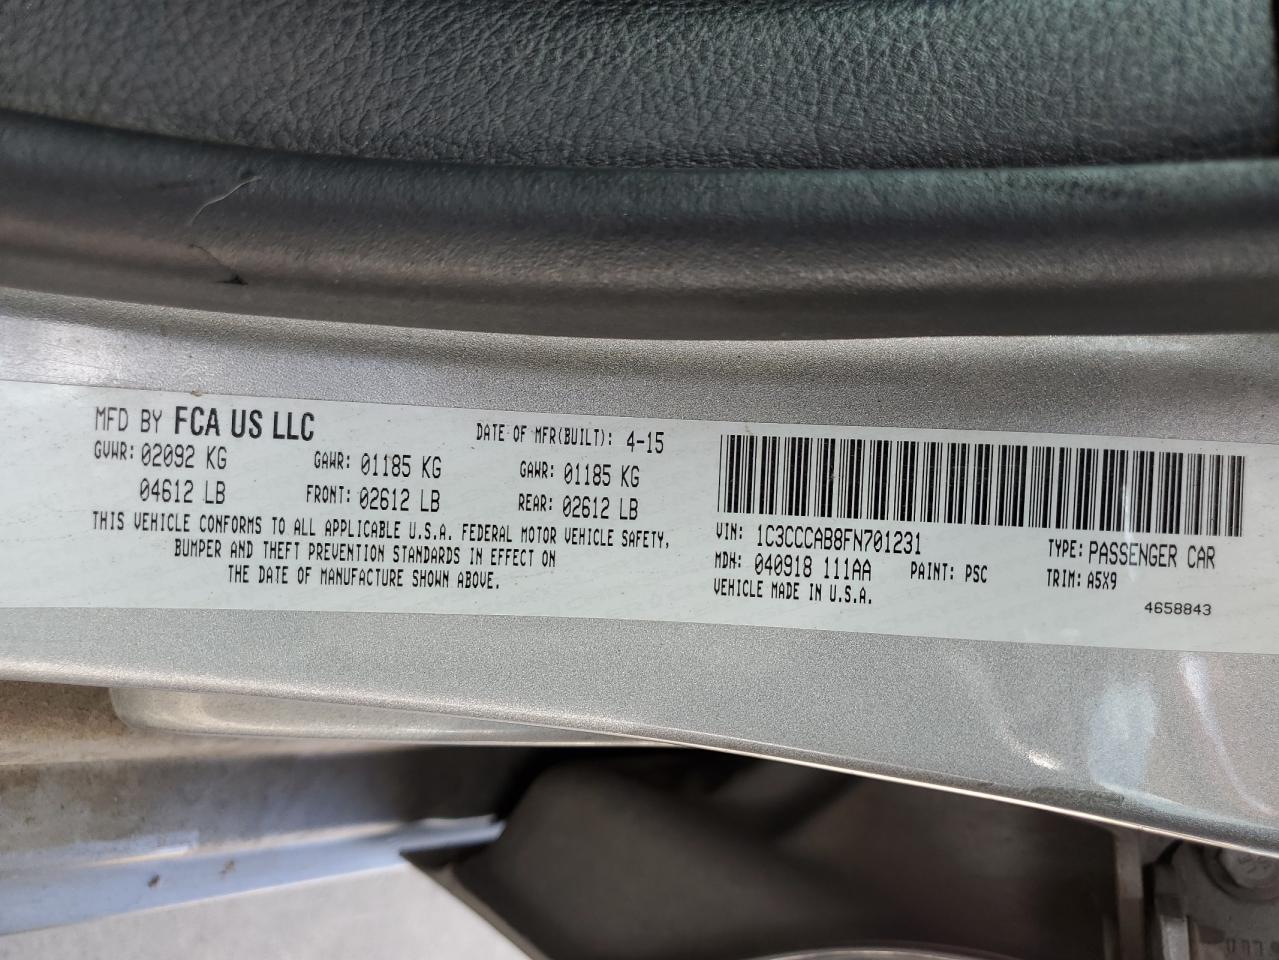 MFD BY FCA US LLC DATE OF MFR(BUILT): 4-15
GVWR: 02092 KG GAWR: 01185 KG GAWR: 01185 KG
04612 LB FRONT: 02612 LB REAR: 02612 LB
THIS VEHICLE CONFORMS TO ALL APPLICABLE U.S.A. FEDERAL MOTOR VEHICLE SAFETY,
BUMPER AND THEFT PREVENTION STANDARDS IN EFFECT ON
THE DATE OF MANUFACTURE SHOWN ABOVE.
VIN: 1C3CCCAB8FN701231 TYPE: PASSENGER CAR
MDH: 040918 111AA PAINT: PSC TRIM: A5X9
VEHICLE MADE IN U.S.A. 4658843